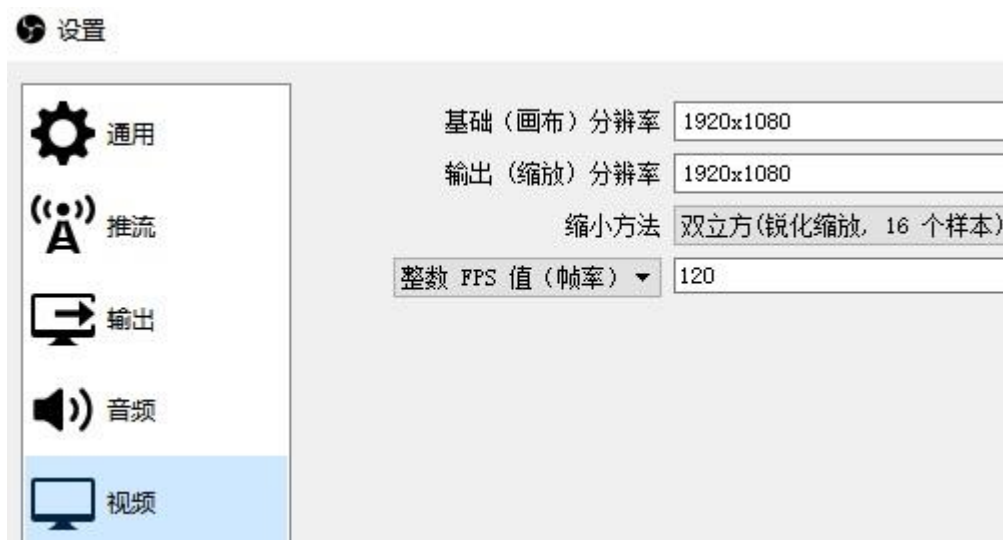 设置
通用
推流
输出
音频
视频
基础（画布）分辨率 1920x1080
输出（缩放）分辨率 1920x1080
缩小方法 双立方(锐化缩放, 16 个样本)
整数 FPS 值（帧率） 120